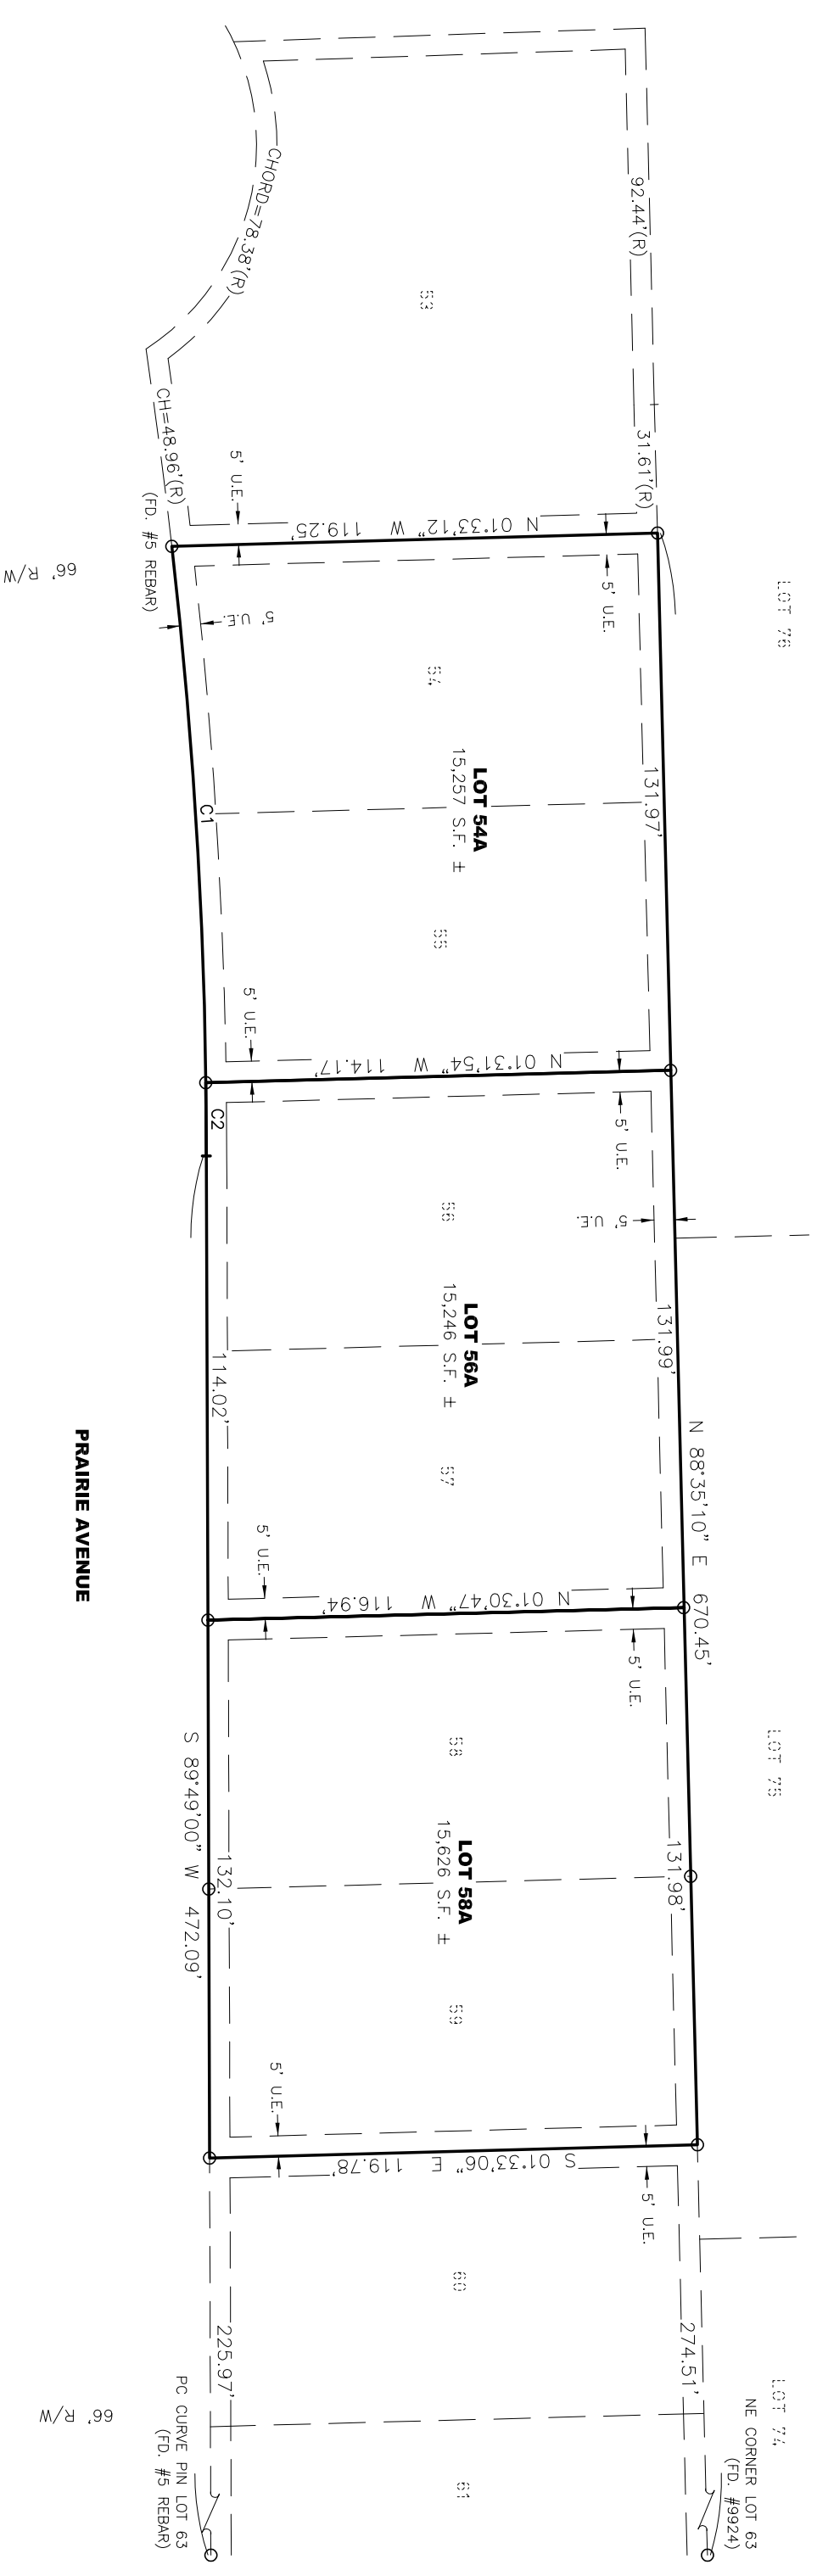 92.44'(R)
CHORD=78.38'(R)
53
31.61'(R)
CH=48.96'(R)
(FD. #5 REBAR)
5' U.E.
N 01°33'12" W 119.25'
66' R/W
5' U.E.
5' U.E.
LOT 76
54
LOT 54A
15,257 S.F. ±
131.97'
C1
55
5' U.E.
N 01°31'54" W 114.17'
C2
5' U.E.
56
5' U.E.
LOT 56A
15,246 S.F. ±
131.99'
114.02'
PRAIRIE AVENUE
57
N 88°35'10" E 670.45'
5' U.E.
N 01°30'47" W 116.94'
5' U.E.
58
LOT 75
S 89°49'00" W 472.09'
LOT 58A
15,626 S.F. ±
131.98'
132.10'
59
5' U.E.
S 01°33'06" E 119.78'
5' U.E.
60
274.51'
225.97'
LOT 74
66' R/W
PC CURVE PIN LOT 63
(FD. #5 REBAR)
NE CORNER LOT 63
(FD. #9924)
61